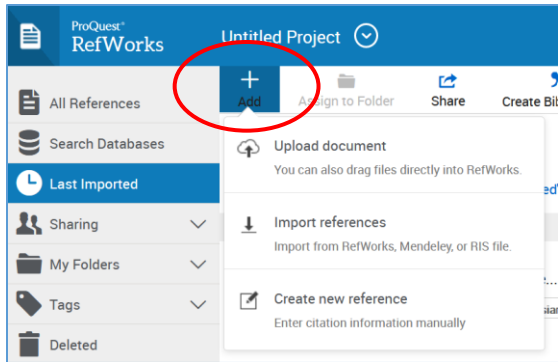 ProQuest®
RefWorks
Untitled Project
All References
Search Databases
Last Imported
Sharing
My Folders
Tags
Deleted
Add
Assign to Folder
Share
Create Bib
Upload document
You can also drag files directly into RefWorks.
Import references
Import from RefWorks, Mendeley, or RIS file.
Create new reference
Enter citation information manually